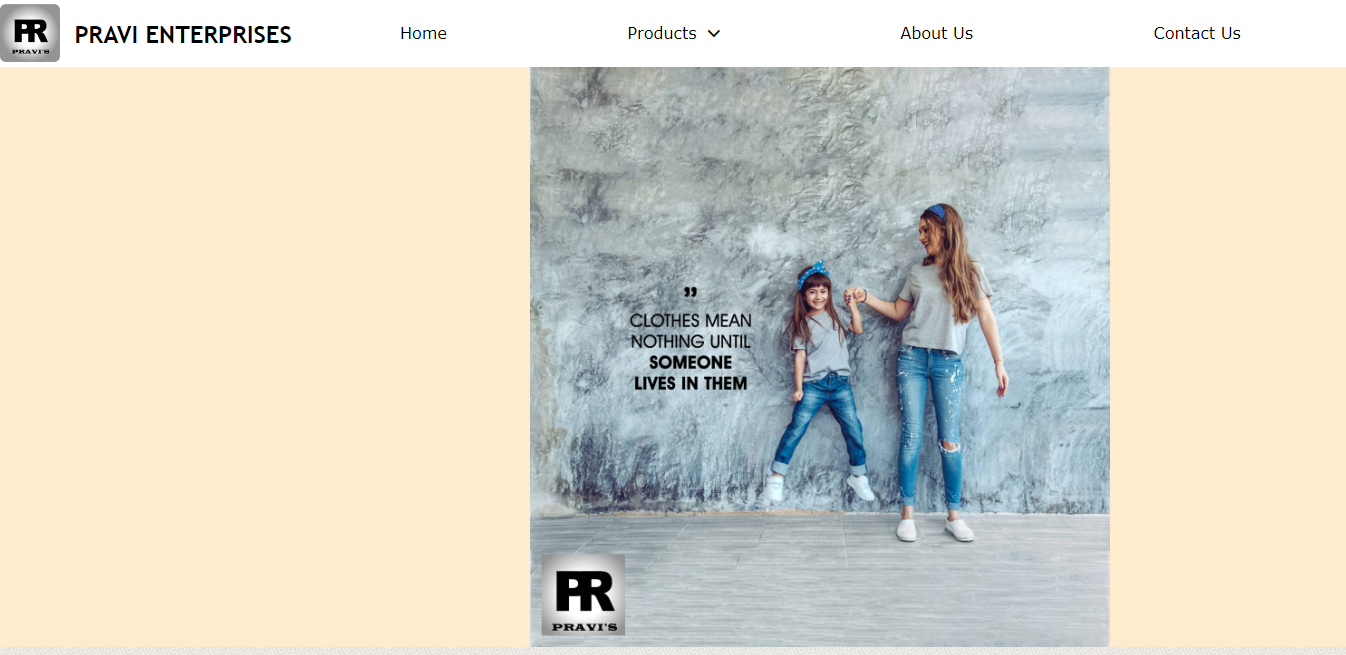 PR
PRAVI'S
PRAVI ENTERPRISES
Home
Products
About Us
Contact Us
”
CLOTHES MEAN
NOTHING UNTIL
SOMEONE
LIVES IN THEM
PR
PRAVI'S